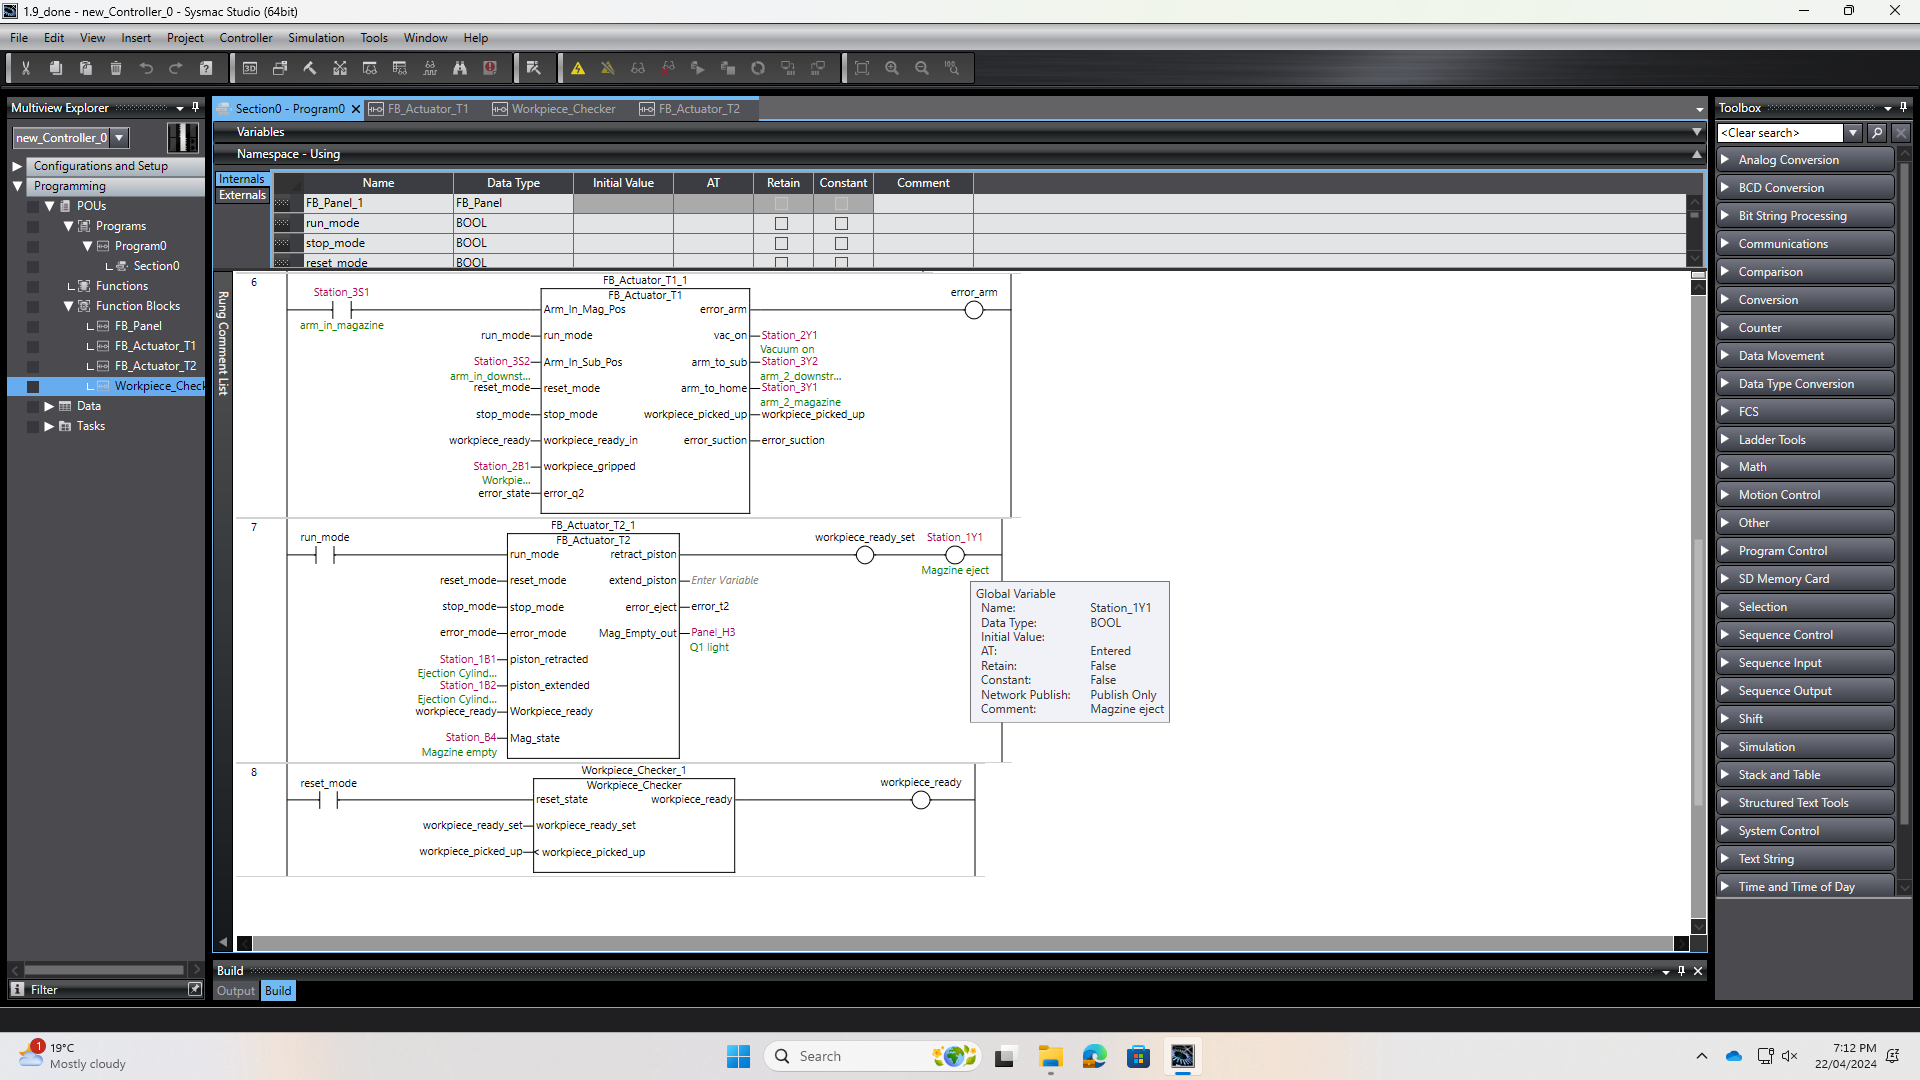 1.9_done - new_Controller_0 - Sysmac Studio (64bit)
File Edit View Insert Project Controller Simulation Tools Window Help
Multiview Explorer
new_Controller_0
Configurations and Setup
Programming
POUs
Programs
Program0
Section0
Functions
Function Blocks
FB_Panel
FB_Actuator_T1
FB_Actuator_T2
Workpiece_Check
Data
Tasks
Filter
Section0 - Program0 FB_Actuator_T1 Workpiece_Checker FB_Actuator_T2
Variables
Namespace - Using
Internals
Externals
Name Data Type Initial Value AT Retain Constant Comment
FB_Panel_1 FB_Panel
run_mode BOOL
stop_mode BOOL
reset_mode BOOL
Rung Comment List
6
FB_Actuator_T1_1
Station_3S1 FB_Actuator_T1 error_arm
Arm_In_Mag_Pos error_arm
arm_in_magazine
run_mode run_mode vac_on Station_2Y1
Vacuum on
Station_3S2 Arm_In_Sub_Pos arm_to_sub Station_3Y2
arm_in_downst... arm_2_downstr...
reset_mode reset_mode arm_to_home Station_3Y1
arm_2_magazine
stop_mode stop_mode workpiece_picked_up workpiece_picked_up
workpiece_ready workpiece_ready_in error_suction error_suction
Station_2B1 workpiece_gripped
Workpie...
error_state error_q2
7
FB_Actuator_T2_1
run_mode FB_Actuator_T2 workpiece_ready_set Station_1Y1
run_mode retract_piston
Magzine eject
reset_mode reset_mode extend_piston Enter Variable
stop_mode stop_mode error_eject error_t2
error_mode error_mode Mag_Empty_out Panel_H3
Q1 light
Station_1B1 piston_retracted
Ejection Cylind...
Station_1B2 piston_extended
Ejection Cylind...
workpiece_ready Workpiece_ready
Station_B4 Mag_state
Magzine empty
Global Variable
Name: Station_1Y1
Data Type: BOOL
Initial Value:
AT: Entered
Retain: False
Constant: False
Network Publish: Publish Only
Comment: Magzine eject
8
Workpiece_Checker_1
reset_mode Workpiece_Checker workpiece_ready
reset_state workpiece_ready
workpiece_ready_set workpiece_ready_set
workpiece_picked_up < workpiece_picked_up
Build
Output Build
Toolbox
<Clear search>
Analog Conversion
BCD Conversion
Bit String Processing
Communications
Comparison
Conversion
Counter
Data Movement
Data Type Conversion
FCS
Ladder Tools
Math
Motion Control
Other
Program Control
SD Memory Card
Selection
Sequence Control
Sequence Input
Sequence Output
Shift
Simulation
Stack and Table
Structured Text Tools
System Control
Text String
Time and Time of Day
1
19°C
Mostly cloudy
Search
7:12 PM
22/04/2024